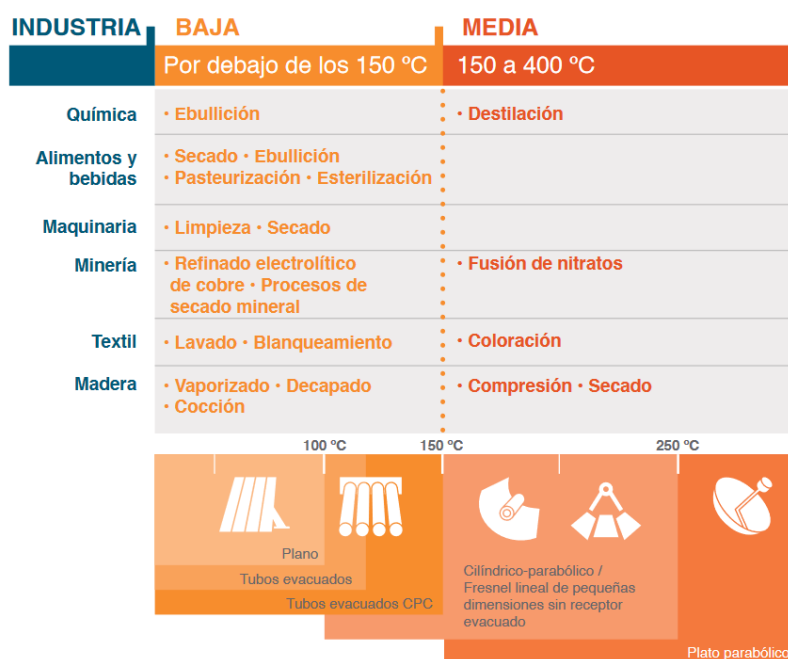 INDUSTRIA BAJA MEDIA
Por debajo de los 150 ºC 150 a 400 ºC
Química • Ebullición • Destilación
Alimentos y • Secado • Ebullición
bebidas • Pasteurización • Esterilización
Maquinaria • Limpieza • Secado
Minería • Refinado electrolítico • Fusión de nitratos
de cobre • Procesos de
secado mineral
Textil • Lavado • Blanqueamiento • Coloración
Madera • Vaporizado • Decapado • Compresión • Secado
• Cocción
100 ºC 150 ºC 250 ºC
Plano
Tubos evacuados
Tubos evacuados CPC
Cilíndrico-parabólico /
Fresnel lineal de pequeñas
dimensiones sin receptor
evacuado
Plato parabólico